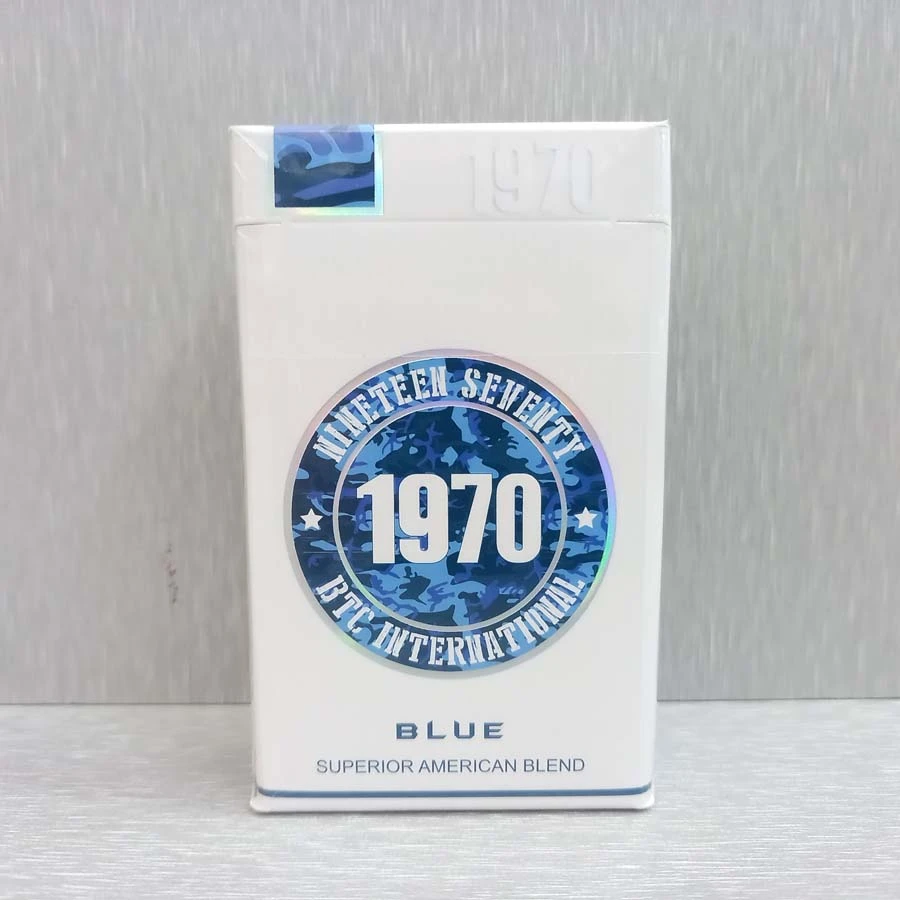 1970
NINETEEN SEVENTY
1970
BTC INTERNATIONAL
BLUE
SUPERIOR AMERICAN BLEND